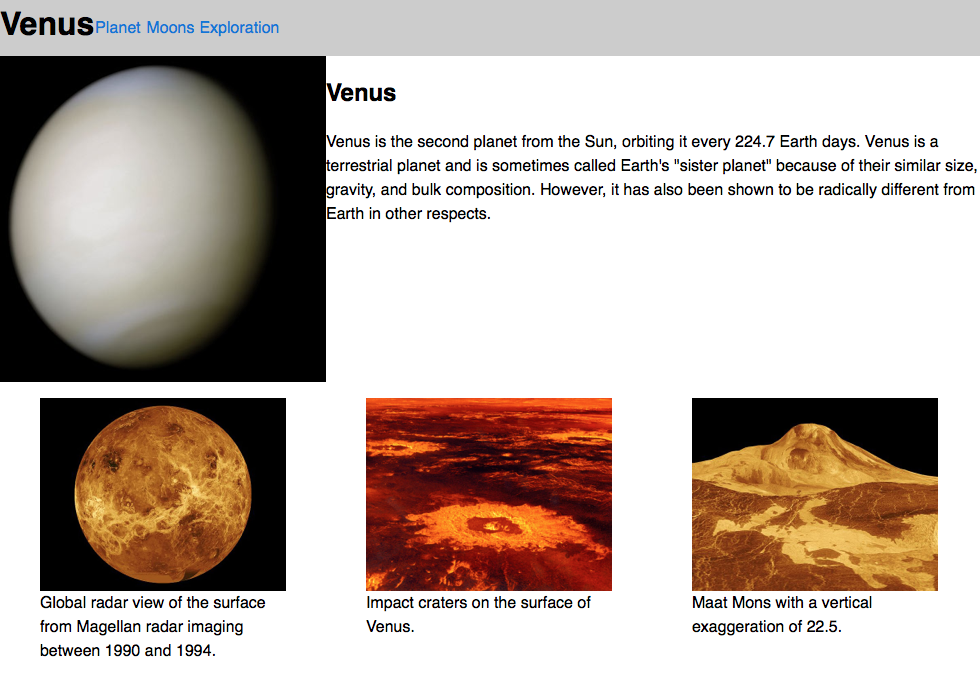 Venus Planet Moons Exploration
Venus
Venus is the second planet from the Sun, orbiting it every 224.7 Earth days. Venus is a
terrestrial planet and is sometimes called Earth's "sister planet" because of their similar size,
gravity, and bulk composition. However, it has also been shown to be radically different from
Earth in other respects.
Global radar view of the surface
from Magellan radar imaging
between 1990 and 1994.
Impact craters on the surface of
Venus.
Maat Mons with a vertical
exaggeration of 22.5.